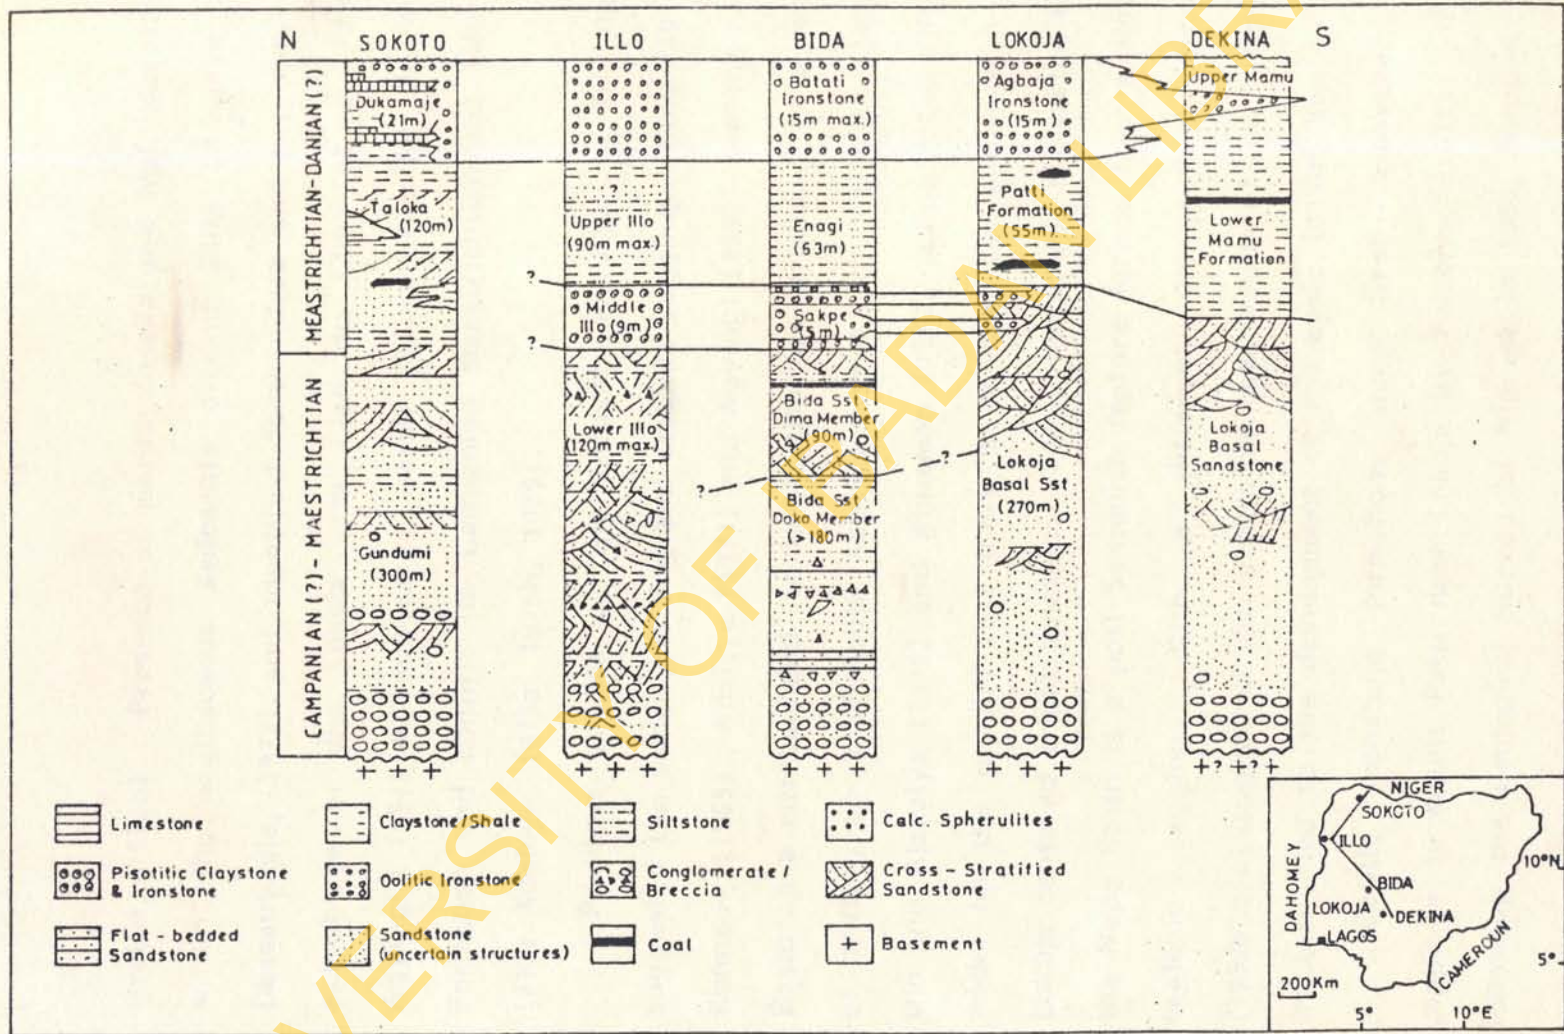 N SOKOTO ILLO BIDA LOKOJA DEKINA S
MEASTRICHTIAN-DANIAN(?)
CAMPANIAN(?)- MAESTRICHTIAN
Dukamaje
(21m)
Taloka
(120m)
Gundumi
(300m)
?
Upper Illo
(90m max.)
?
Middle
Illo (9m)
?
Lower Illo
(120m max.)
Batati
Ironstone
(15m max.)
Enagi
(63m)
Sakpe
(5m)
Bida Sst
Dima Member
(90m)
?
?
Bida Sst
Doko Member
(>180m)
Agbaja
Ironstone
(15m)
Patti
Formation
(55m)
Lokoja
Basal Sst
(270m)
Upper Mamu
Lower
Mamu
Formation
Lokoja
Basal
Sandstone
+ + + + + + + + + + + + +?+?+
Limestone
Claystone/Shale
Siltstone
Calc. Spherulites
Pisotitic Claystone
& Ironstone
Oolitic Ironstone
Conglomerate/
Breccia
Cross - Stratified
Sandstone
Flat - bedded
Sandstone
Sandstone
(uncertain structures)
Coal
+ Basement
NIGER
SOKOTO
ILLO
10°N
BIDA
DAHOMEY
LOKOJA
DEKINA
LAGOS
CAMEROUN
5°
200Km
5° 10°E
VERSITY OF IBADAN LIBRA